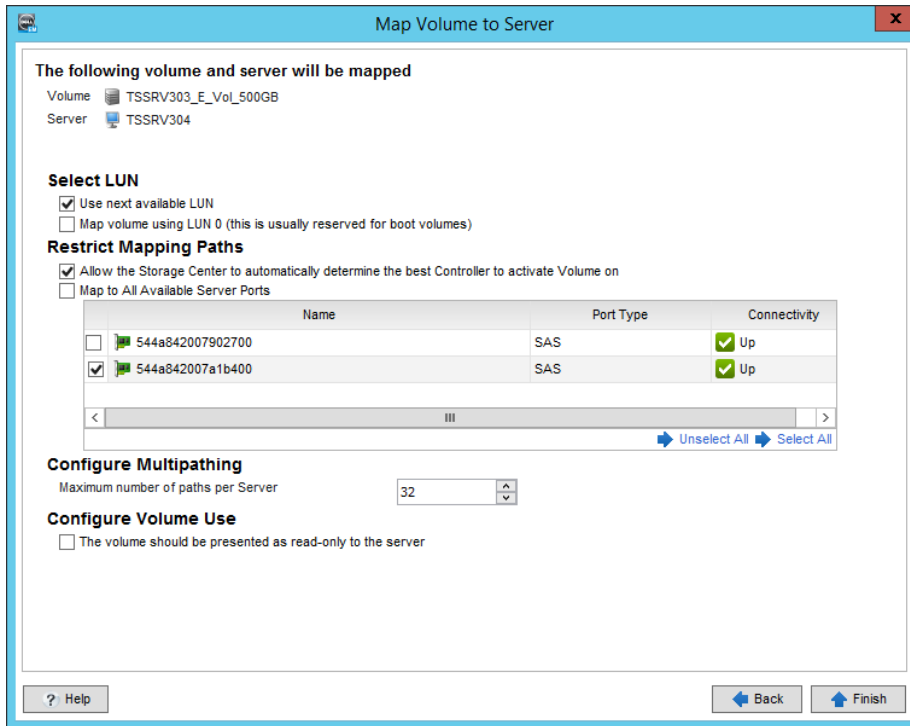 Map Volume to Server
x
The following volume and server will be mapped
Volume TSSRV303_E_Vol_500GB
Server TSSRV304
Select LUN
Use next available LUN
Map volume using LUN 0 (this is usually reserved for boot volumes)
Restrict Mapping Paths
Allow the Storage Center to automatically determine the best Controller to activate Volume on
Map to All Available Server Ports
Name Port Type Connectivity
544a842007902700 SAS Up
544a842007a1b400 SAS Up
Unselect All Select All
Configure Multipathing
Maximum number of paths per Server 32
Configure Volume Use
The volume should be presented as read-only to the server
? Help Back Finish